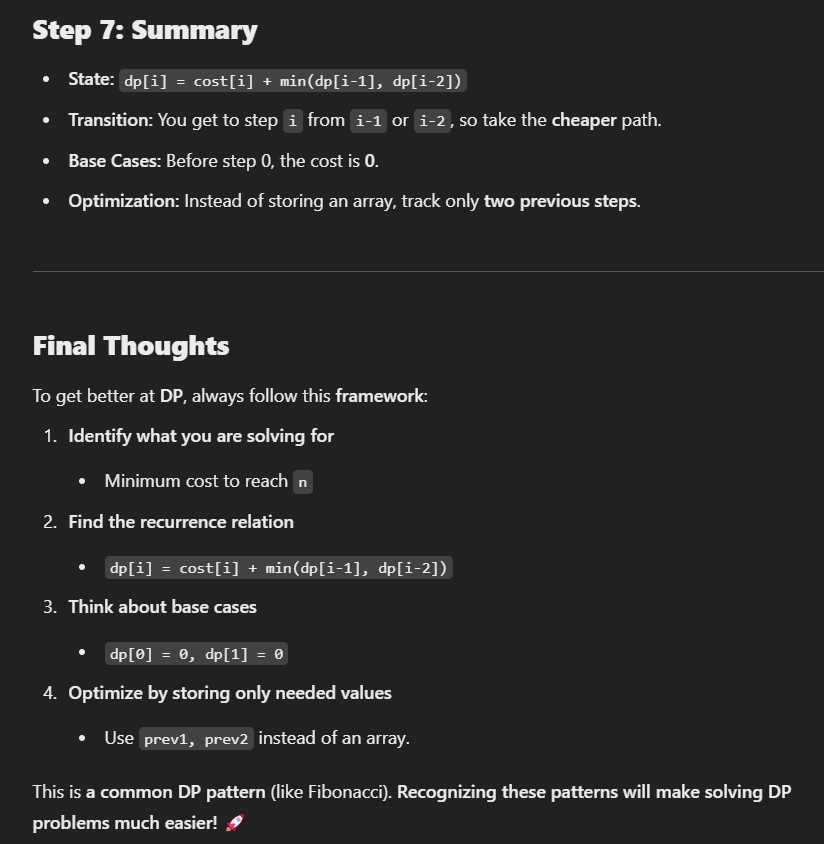 Step 7: Summary
• State: dp[i] = cost[i] + min(dp[i-1], dp[i-2])
• Transition: You get to step i from i-1 or i-2, so take the cheaper path.
• Base Cases: Before step 0, the cost is 0.
• Optimization: Instead of storing an array, track only two previous steps.
Final Thoughts
To get better at DP, always follow this framework:
1. Identify what you are solving for
• Minimum cost to reach n
2. Find the recurrence relation
• dp[i] = cost[i] + min(dp[i-1], dp[i-2])
3. Think about base cases
• dp[0] = 0, dp[1] = 0
4. Optimize by storing only needed values
• Use prev1, prev2 instead of an array.
This is a common DP pattern (like Fibonacci). Recognizing these patterns will make solving DP
problems much easier! 🚀